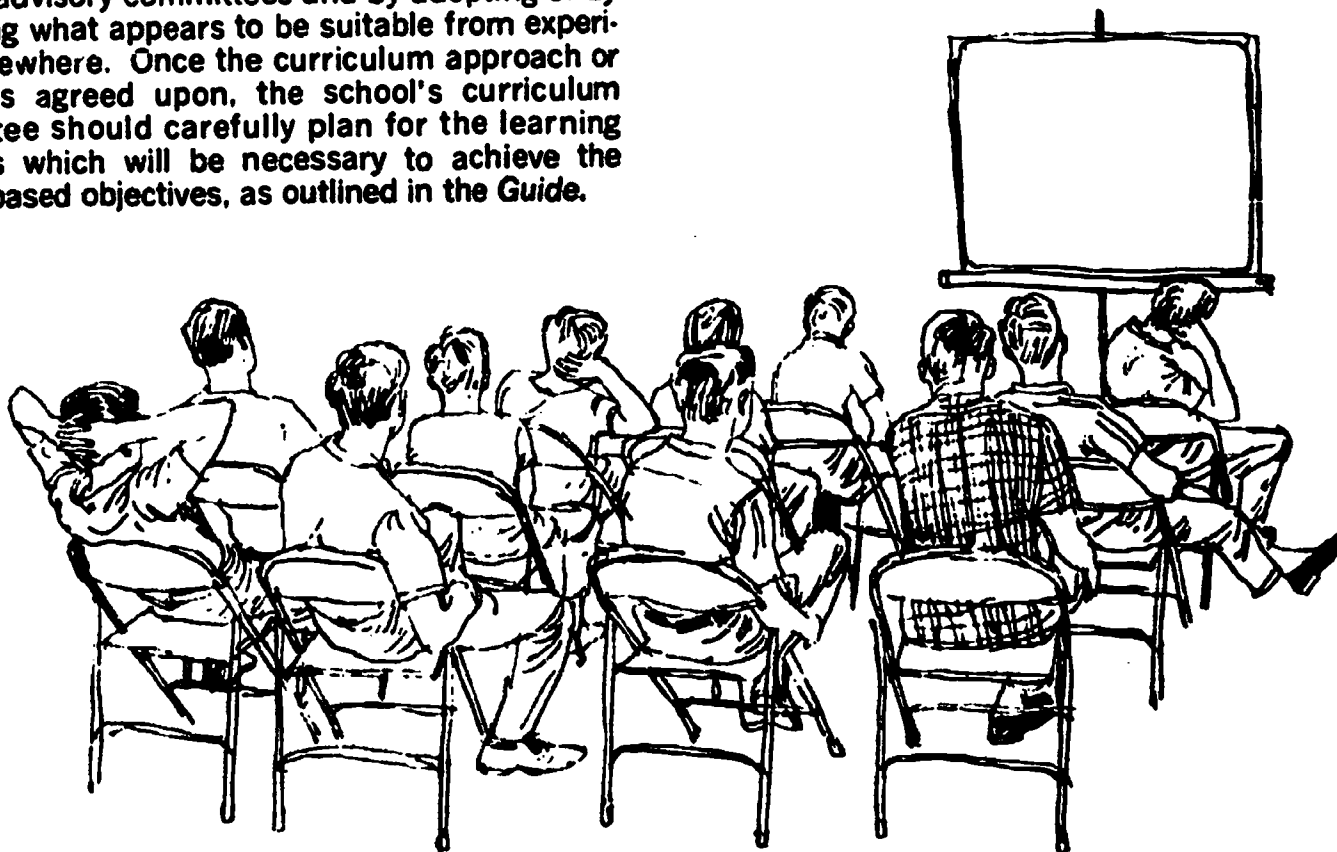 advisory committees and by adopting or by
g what appears to be suitable from experi-
ewhere. Once the curriculum approach or
s agreed upon, the school's curriculum
tee should carefully plan for the learning
s which will be necessary to achieve the
based objectives, as outlined in the Guide.